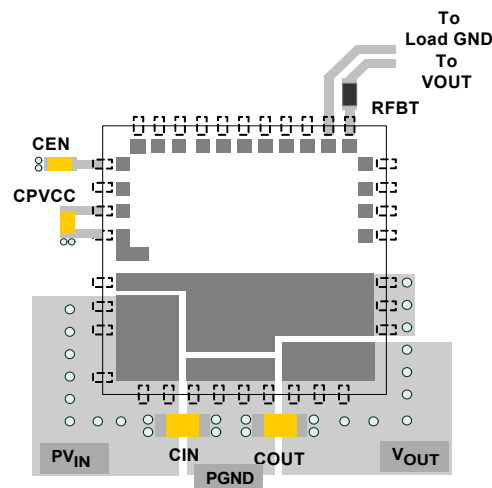 To
Load GND
To
VOUT
RFBT
CEN
CPVCC
CIN
COUT
PVIN
PGND
VOUT